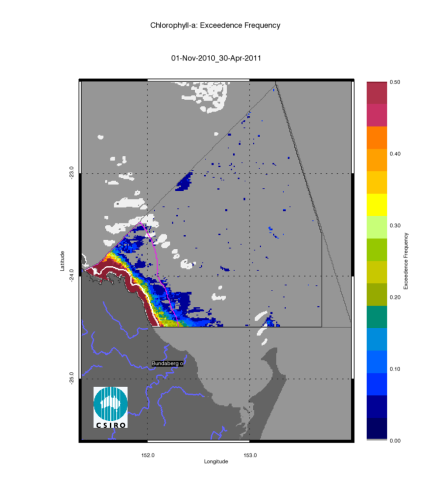 Chlorophyll-a: Exceedence Frequency
01-Nov-2010_30-Apr-2011
0.50
0.40
0.30
0.20
0.10
0.00
Exceedence Frequency
Latitude
-23.0
-24.0
-25.0
Bundaberg o
CSIRO
152.0 153.0
Longitude